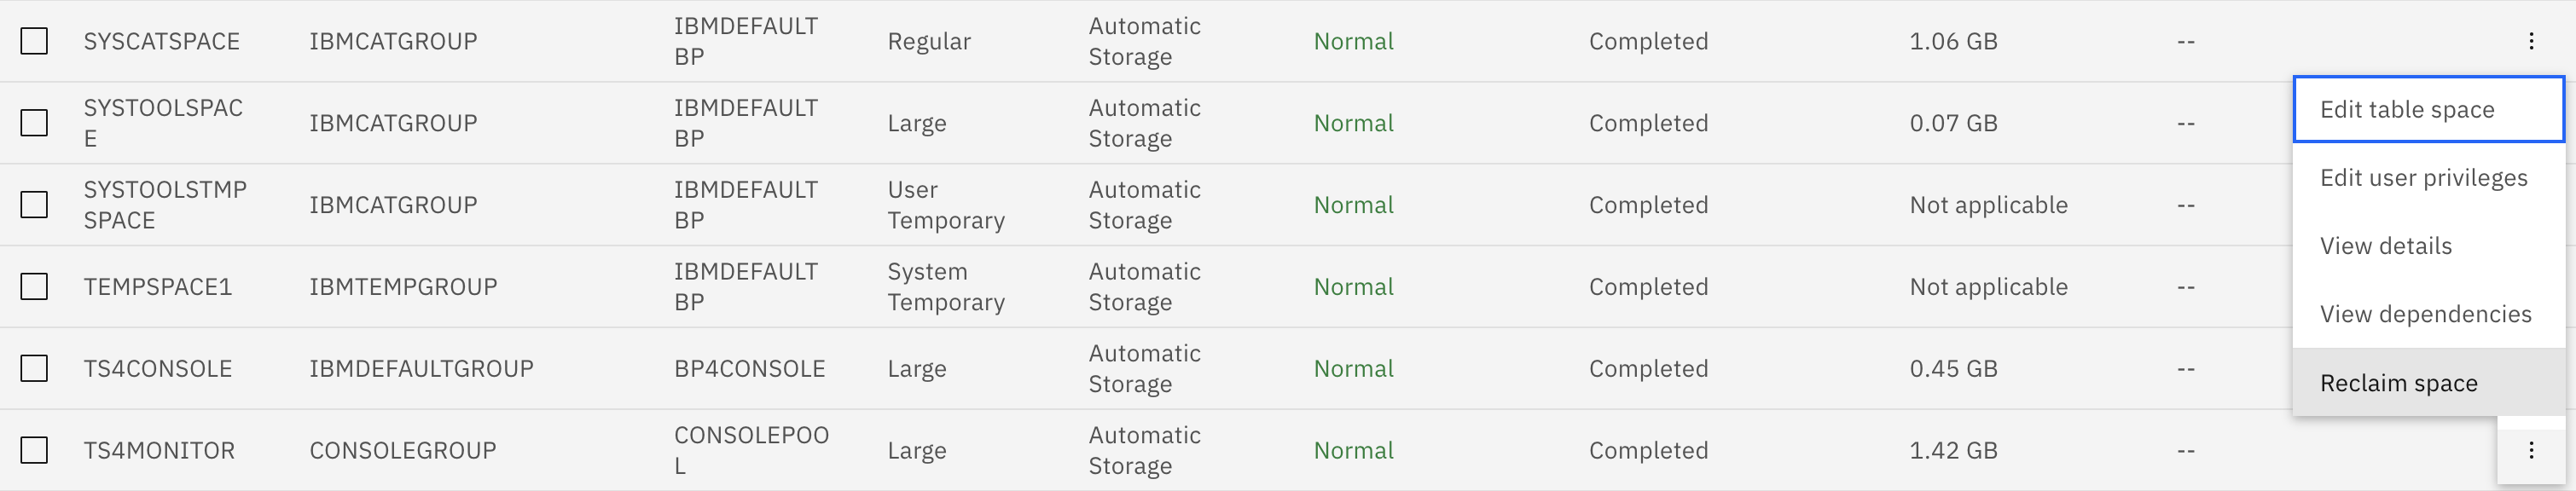 SYSCATSPACE IBMCATGROUP IBMDEFAULT
BP Regular Automatic
Storage Normal Completed 1.06 GB --
SYSTOOLSPAC
E IBMCATGROUP IBMDEFAULT
BP Large Automatic
Storage Normal Completed 0.07 GB --
SYSTOOLSTMP
SPACE IBMCATGROUP IBMDEFAULT
BP User
Temporary Automatic
Storage Normal Completed Not applicable --
TEMPSPACE1 IBMTEMPGROUP IBMDEFAULT
BP System
Temporary Automatic
Storage Normal Completed Not applicable --
TS4CONSOLE IBMDEFAULTGROUP BP4CONSOLE Large Automatic
Storage Normal Completed 0.45 GB --
TS4MONITOR CONSOLEGROUP CONSOLEPOO
L Large Automatic
Storage Normal Completed 1.42 GB --
Edit table space
Edit user privileges
View details
View dependencies
Reclaim space